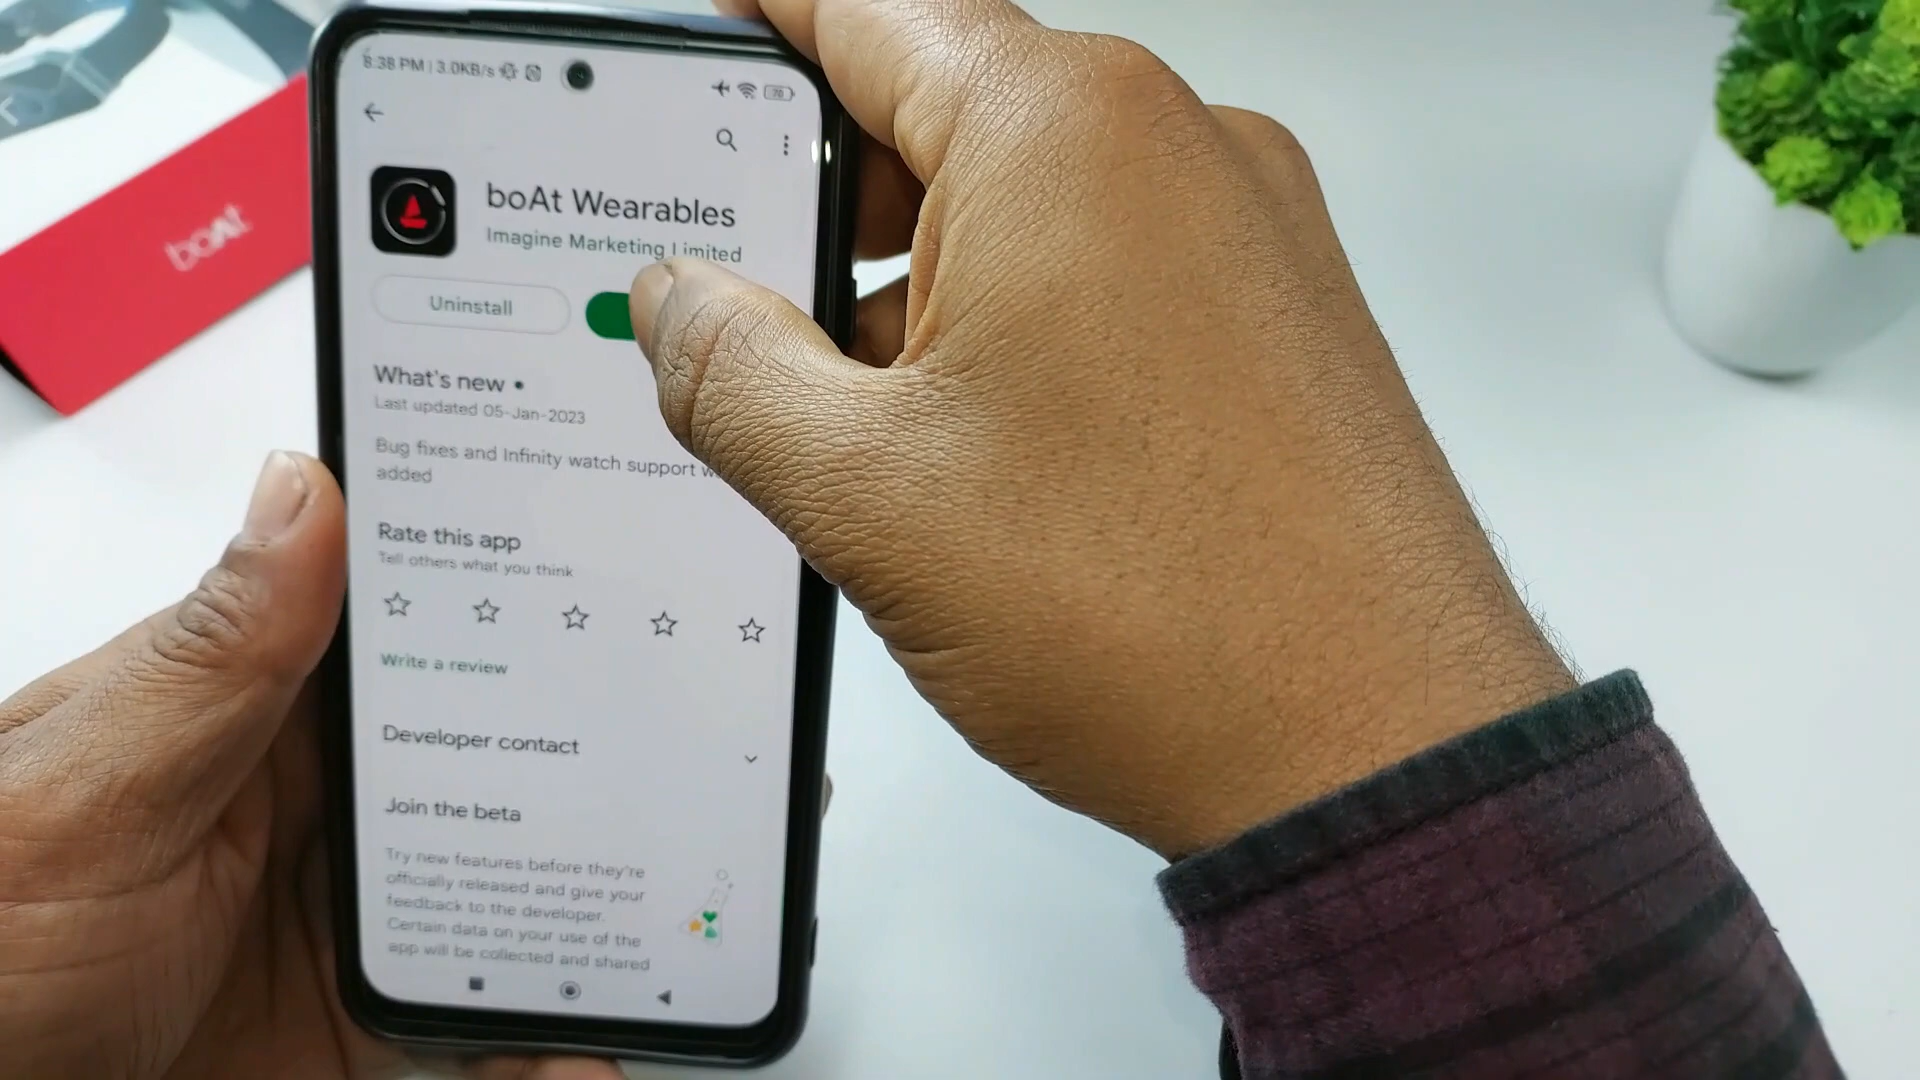 8:38 PM | 3.0KB/s
70
boAt Wearables
Imagine Marketing Limited
Uninstall
What's new •
Last updated 05-Jan-2023
Bug fixes and Infinity watch support
added
Rate this app
Tell others what you think
Write a review
Developer contact
Join the beta
Try new features before they're
officially released and give your
feedback to the developer.
Certain data on your use of the
app will be collected and shared
boAt